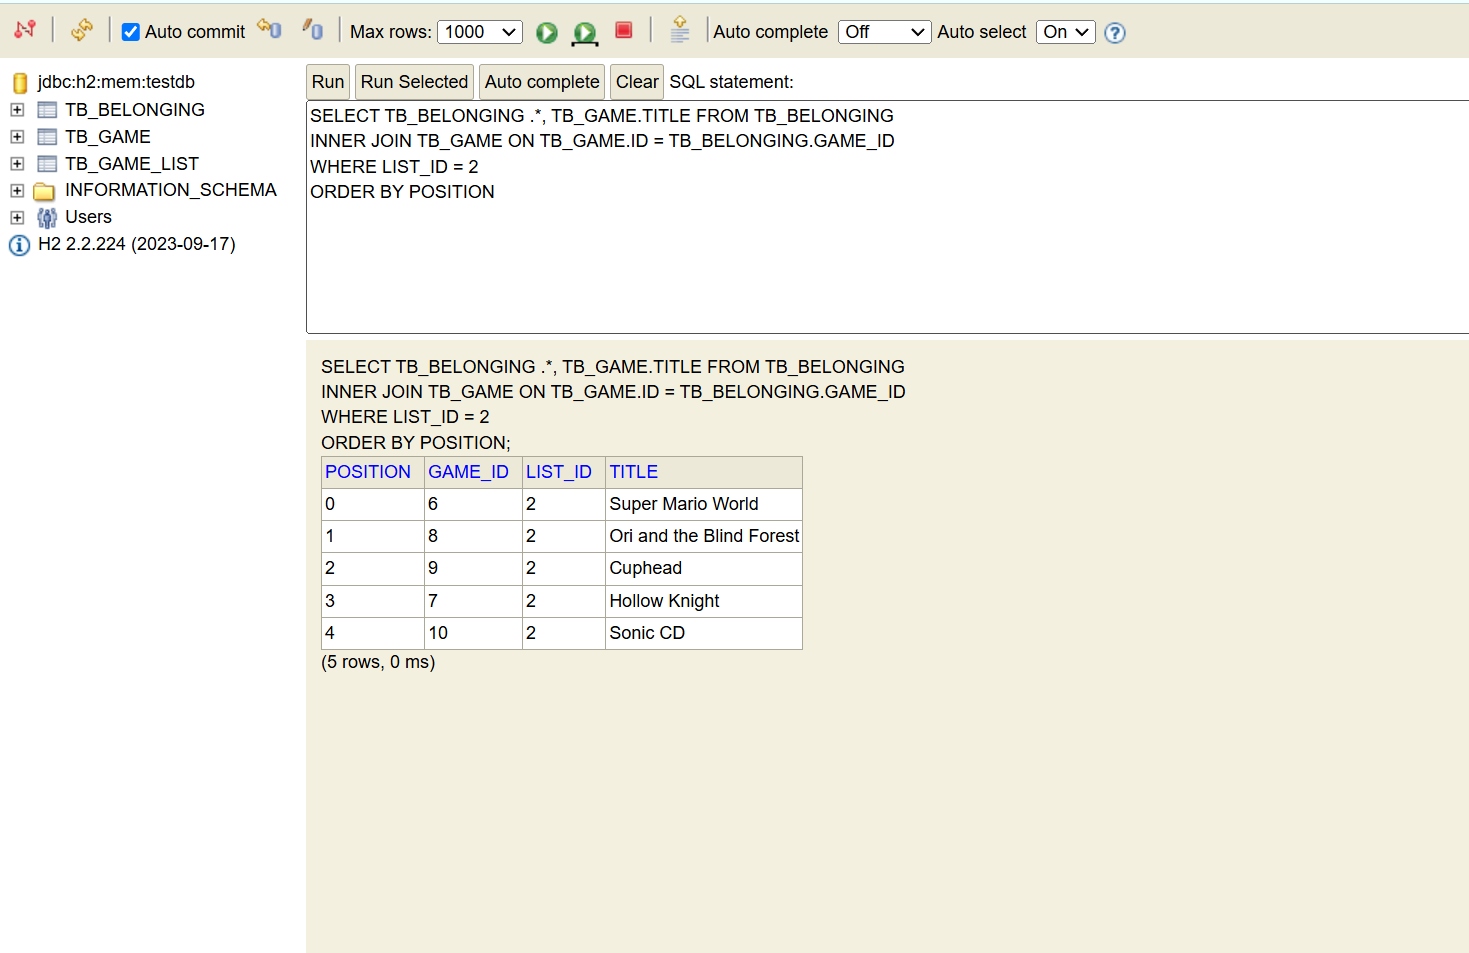 Auto commit Max rows: 1000 Auto complete Off Auto select On
jdbc:h2:mem:testdb
TB_BELONGING
TB_GAME
TB_GAME_LIST
INFORMATION_SCHEMA
Users
H2 2.2.224 (2023-09-17)
Run Run Selected Auto complete Clear SQL statement:
SELECT TB_BELONGING .*, TB_GAME.TITLE FROM TB_BELONGING
INNER JOIN TB_GAME ON TB_GAME.ID = TB_BELONGING.GAME_ID
WHERE LIST_ID = 2
ORDER BY POSITION
SELECT TB_BELONGING .*, TB_GAME.TITLE FROM TB_BELONGING
INNER JOIN TB_GAME ON TB_GAME.ID = TB_BELONGING.GAME_ID
WHERE LIST_ID = 2
ORDER BY POSITION;
POSITION GAME_ID LIST_ID TITLE
0 6 2 Super Mario World
1 8 2 Ori and the Blind Forest
2 9 2 Cuphead
3 7 2 Hollow Knight
4 10 2 Sonic CD
(5 rows, 0 ms)